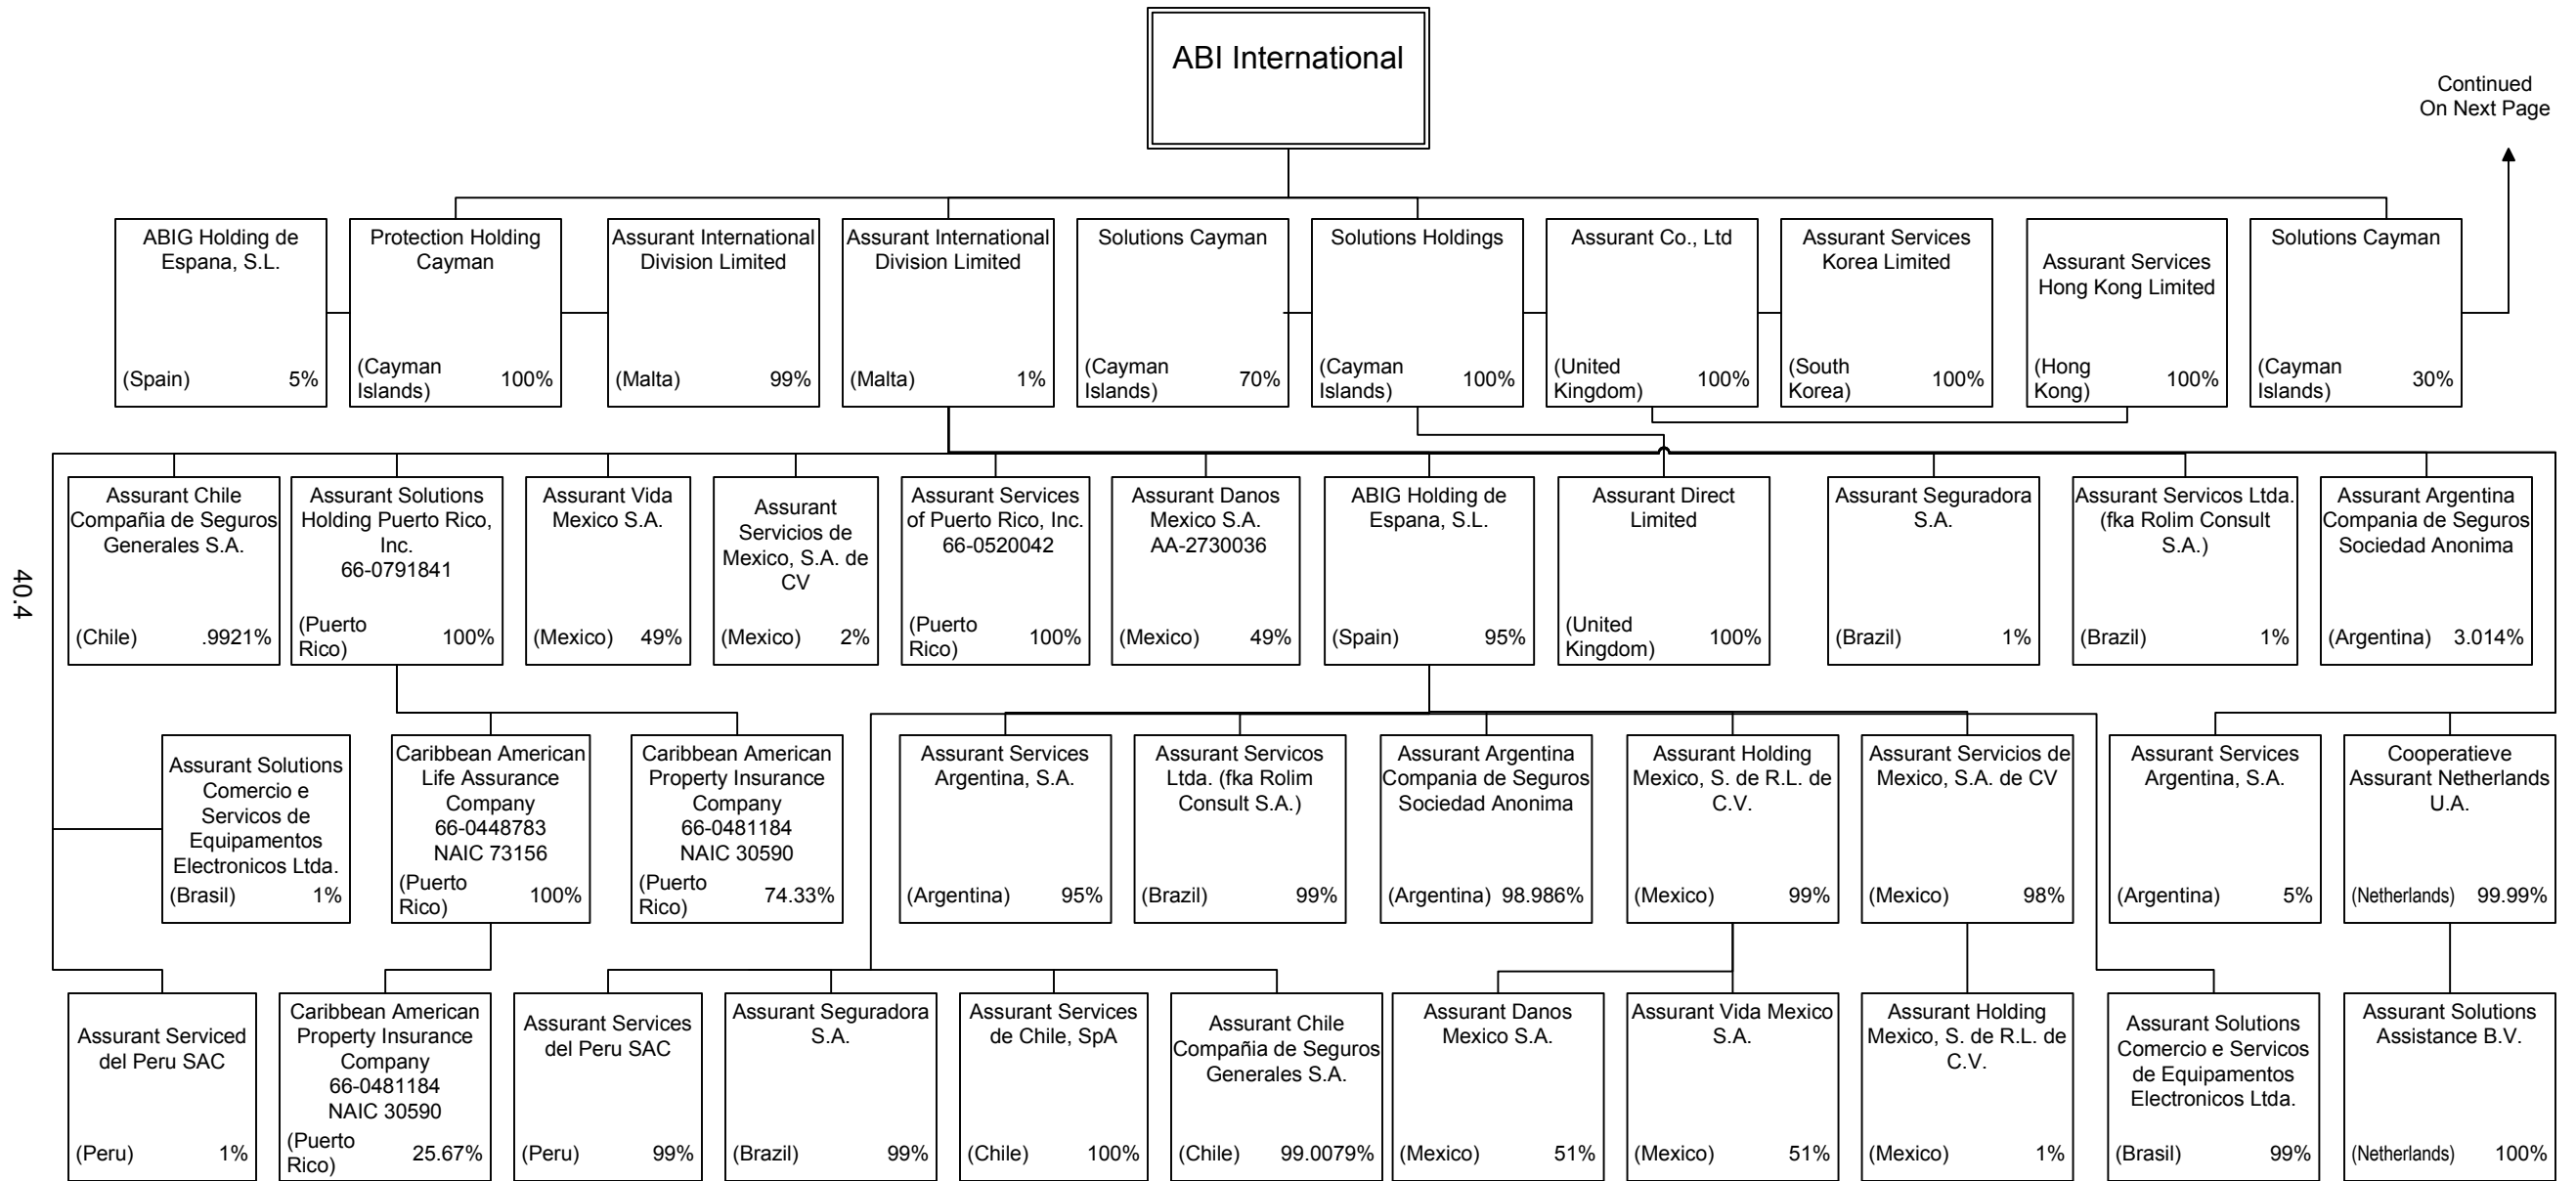 ABI International
Continued
On Next Page
ABIG Holding de
Espana, S.L.
(Spain) 5%
Protection Holding
Cayman
(Cayman
Islands) 100%
Assurant International
Division Limited
(Malta) 99%
Assurant International
Division Limited
(Malta) 1%
Solutions Cayman
(Cayman
Islands) 70%
Solutions Holdings
(Cayman
Islands) 100%
Assurant Co., Ltd
(United
Kingdom) 100%
Assurant Services
Korea Limited
(South
Korea) 100%
Assurant Services
Hong Kong Limited
(Hong
Kong) 100%
Solutions Cayman
(Cayman
Islands) 30%
40.4
Assurant Chile
Compañia de Seguros
Generales S.A.
(Chile) .9921%
Assurant Solutions
Holding Puerto Rico,
Inc.
66-0791841
(Puerto
Rico) 100%
Assurant Vida
Mexico S.A.
(Mexico) 49%
Assurant
Servicios de
Mexico, S.A. de
CV
(Mexico) 2%
Assurant Services
of Puerto Rico, Inc.
66-0520042
(Puerto
Rico) 100%
Assurant Danos
Mexico S.A.
AA-2730036
(Mexico) 49%
ABIG Holding de
Espana, S.L.
(Spain) 95%
Assurant Direct
Limited
(United
Kingdom) 100%
Assurant Seguradora
S.A.
(Brazil) 1%
Assurant Servicos Ltda.
(fka Rolim Consult
S.A.)
(Brazil) 1%
Assurant Argentina
Compania de Seguros
Sociedad Anonima
(Argentina) 3.014%
Assurant Solutions
Comercio e
Servicos de
Equipamentos
Electronicos Ltda.
(Brasil) 1%
Caribbean American
Life Assurance
Company
66-0448783
NAIC 73156
(Puerto
Rico) 100%
Caribbean American
Property Insurance
Company
66-0481184
NAIC 30590
(Puerto
Rico) 74.33%
Assurant Services
Argentina, S.A.
(Argentina) 95%
Assurant Servicos
Ltda. (fka Rolim
Consult S.A.)
(Brazil) 99%
Assurant Argentina
Compania de Seguros
Sociedad Anonima
(Argentina) 98.986%
Assurant Holding
Mexico, S. de R.L. de
C.V.
(Mexico) 99%
Assurant Servicios de
Mexico, S.A. de CV
(Mexico) 98%
Assurant Services
Argentina, S.A.
(Argentina) 5%
Cooperatieve
Assurant Netherlands
U.A.
(Netherlands) 99.99%
Assurant Serviced
del Peru SAC
(Peru) 1%
Caribbean American
Property Insurance
Company
66-0481184
NAIC 30590
(Puerto
Rico) 25.67%
Assurant Services
del Peru SAC
(Peru) 99%
Assurant Seguradora
S.A.
(Brazil) 99%
Assurant Services
de Chile, SpA
(Chile) 100%
Assurant Chile
Compañia de Seguros
Generales S.A.
(Chile) 99.0079%
Assurant Danos
Mexico S.A.
(Mexico) 51%
Assurant Vida Mexico
S.A.
(Mexico) 51%
Assurant Holding
Mexico, S. de R.L. de
C.V.
(Mexico) 1%
Assurant Solutions
Comercio e Servicos
de Equipamentos
Electronicos Ltda.
(Brasil) 99%
Assurant Solutions
Assistance B.V.
(Netherlands) 100%